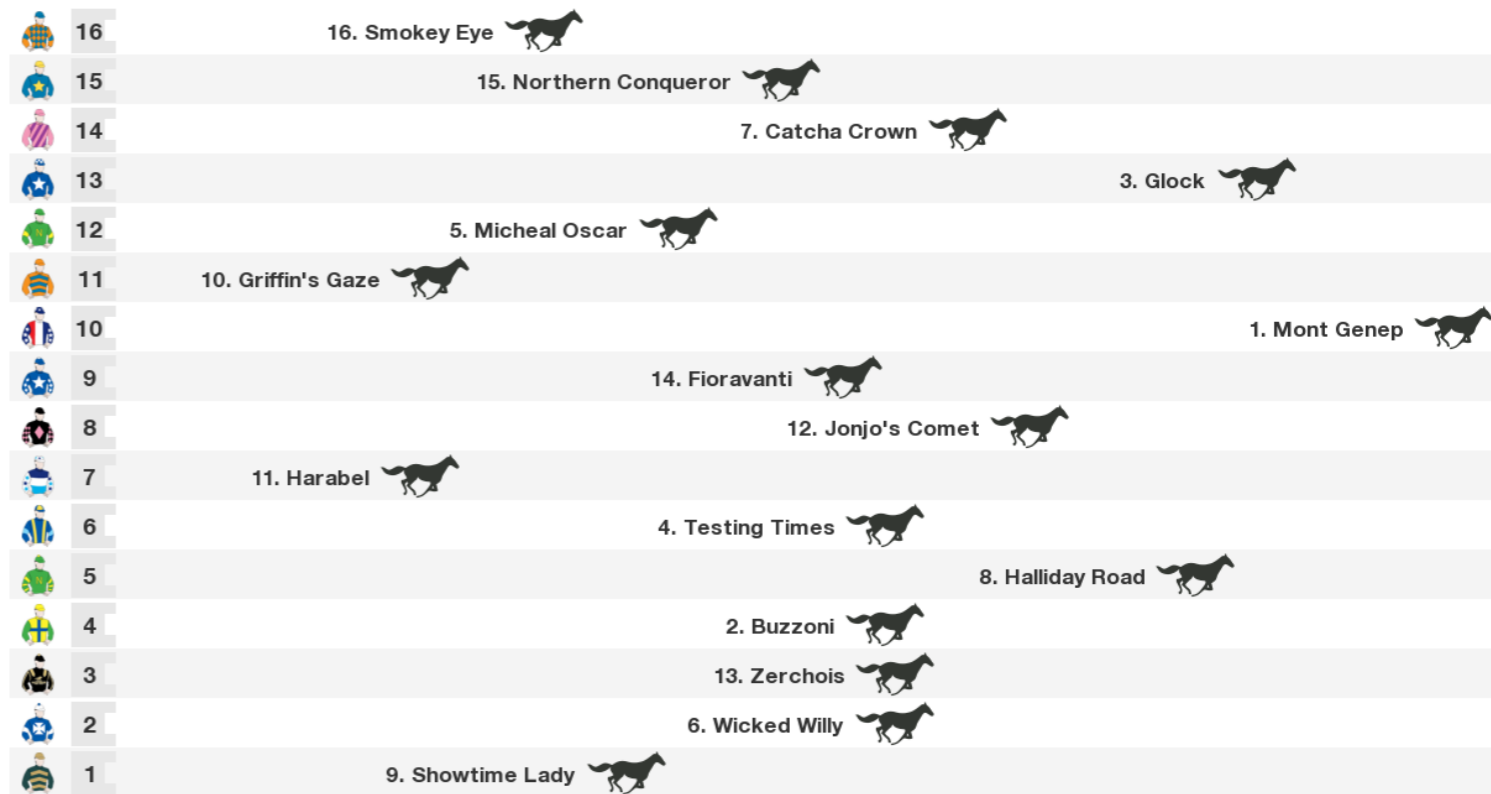 16 16. Smokey Eye
15 15. Northern Conqueror
14 7. Catcha Crown
13 3. Glock
N 12 5. Micheal Oscar
11 10. Griffin's Gaze
10 1. Mont Genep
9 14. Fioravanti
8 12. Jonjo's Comet
7 11. Harabel
6 4. Testing Times
N 5 8. Halliday Road
4 2. Buzzoni
3 13. Zerchois
2 6. Wicked Willy
1 9. Showtime Lady